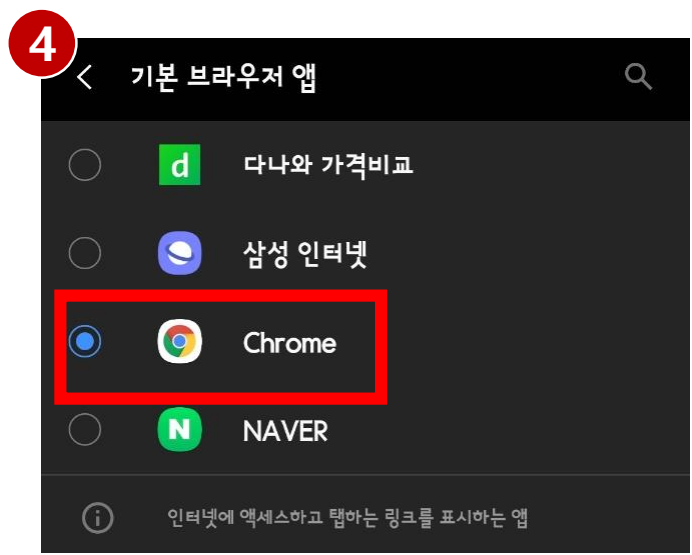 4
기본 브라우저 앱
d 다나와 가격비교
삼성 인터넷
Chrome
N NAVER
인터넷에 액세스하고 탭하는 링크를 표시하는 앱